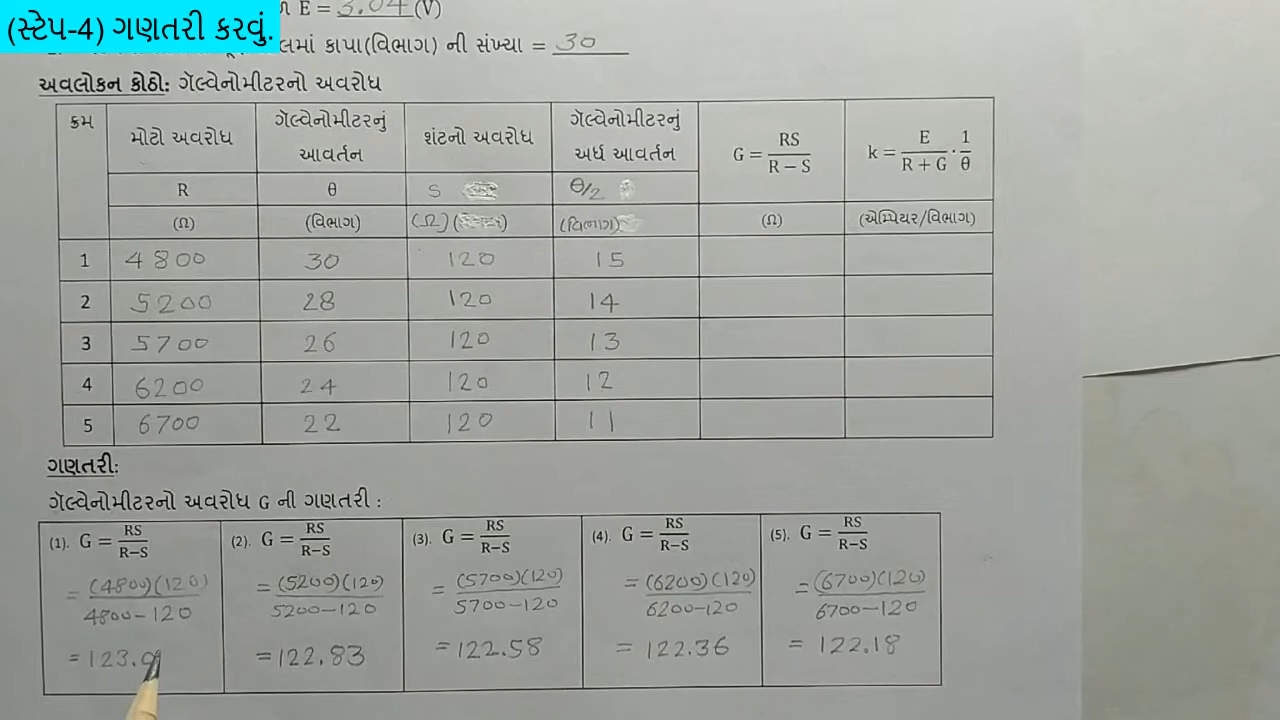 (સ્ટેપ-4) ગણતરી કરવું.
E = 3.04 (V)
લમાં કાપા(વિભાગ) ની સંખ્યા = 30
અવલોકન કોઠો: ગૅલ્વેનોમીટરનો અવરોધ
ક્રમ મોટો અવરોધ ગૅલ્વેનોમીટરનું આવર્તન શંટનો અવરોધ ગૅલ્વેનોમીટરનું અર્ધ આવર્તન G = RS / R − S k = E / R + G · 1 / θ
R θ S θ/2
(Ω) (વિભાગ) (Ω) (વિભાગ) (Ω) (એમ્પિયર/વિભાગ)
1 4800 30 120 15
2 5200 28 120 14
3 5700 26 120 13
4 6200 24 120 12
5 6700 22 120 11
ગણતરી:
ગૅલ્વેનોમીટરનો અવરોધ G ની ગણતરી :
(1). G = RS / R−S (2). G = RS / R−S (3). G = RS / R−S (4). G = RS / R−S (5). G = RS / R−S
= (4800)(120) / 4800−120 = (5200)(120) / 5200−120 = (5700)(120) / 5700−120 = (6200)(120) / 6200−120 = (6700)(120) / 6700−120
= 122.83 = 122.58 = 122.36 = 122.18